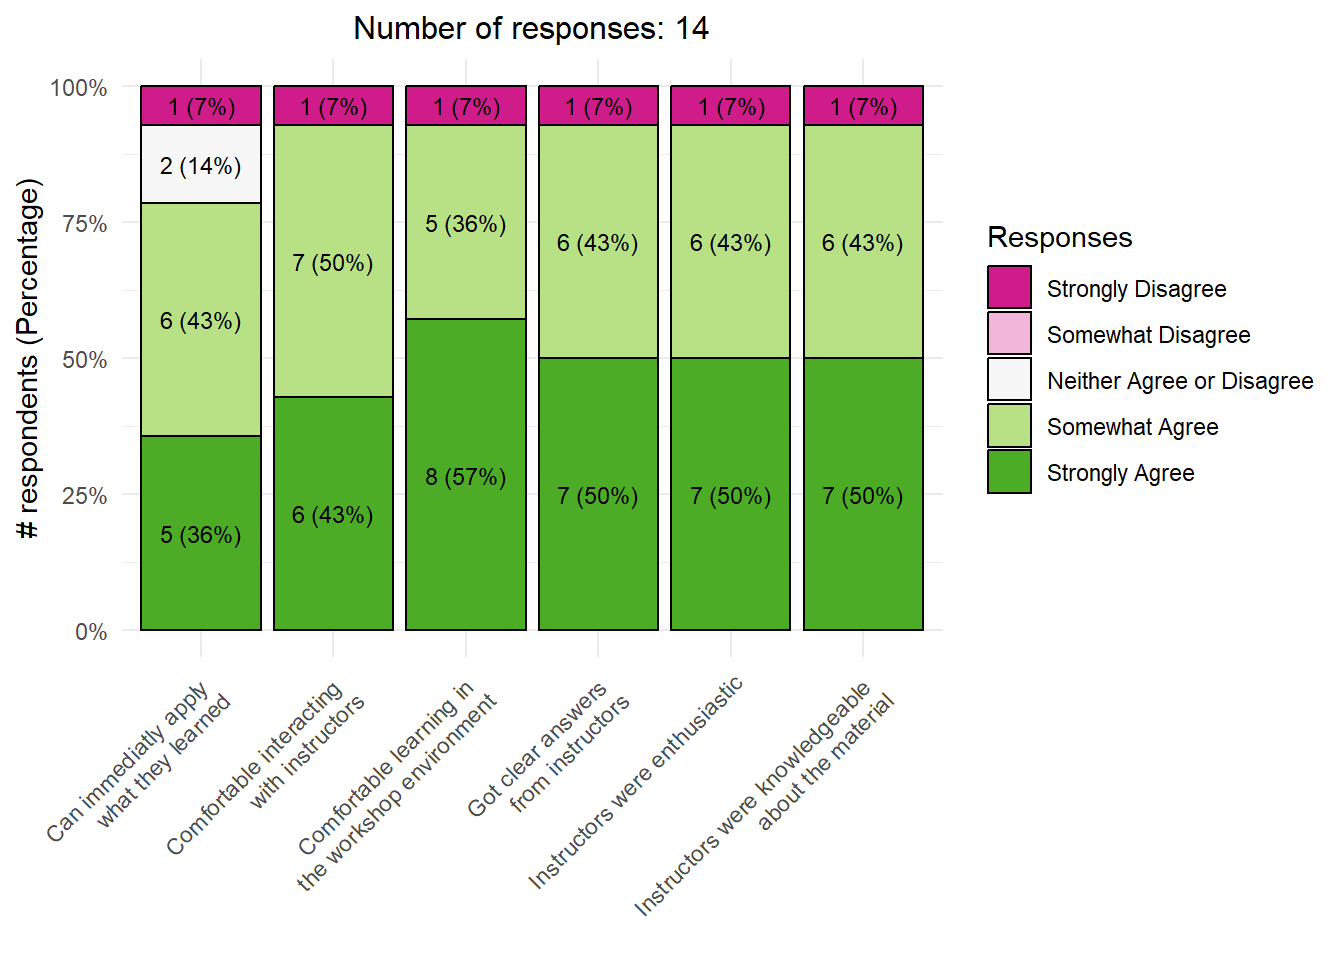 Number of responses: 14
# respondents (Percentage)
100%
75%
50%
25%
0%
1 (7%)
2 (14%)
6 (43%)
5 (36%)
1 (7%)
7 (50%)
6 (43%)
1 (7%)
5 (36%)
8 (57%)
1 (7%)
6 (43%)
7 (50%)
1 (7%)
6 (43%)
7 (50%)
1 (7%)
6 (43%)
7 (50%)
Can immediatly apply
what they learned
Comfortable interacting
with instructors
Comfortable learning in
the workshop environment
Got clear answers
from instructors
Instructors were enthusiastic
Instructors were knowledgeable
about the material
Responses
Strongly Disagree
Somewhat Disagree
Neither Agree or Disagree
Somewhat Agree
Strongly Agree